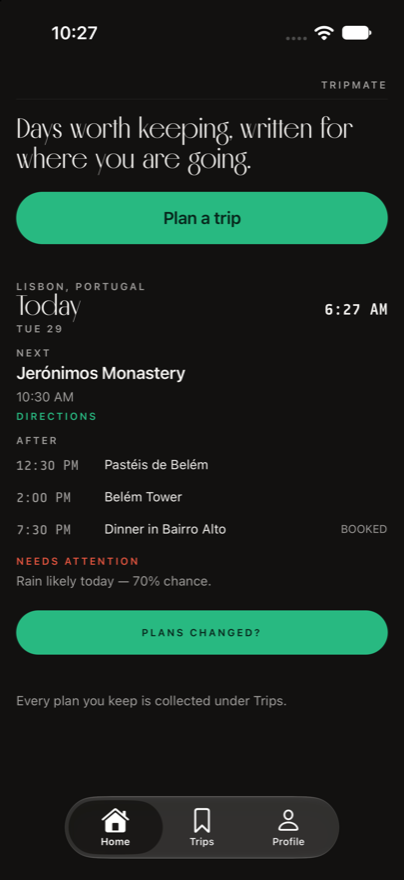 10:27
TRIPMATE
Days worth keeping, written for
where you are going.
Plan a trip
LISBON, PORTUGAL
Today
6:27 AM
TUE 29
NEXT
Jerónimos Monastery
10:30 AM
DIRECTIONS
AFTER
12:30 PM Pastéis de Belém
2:00 PM Belém Tower
7:30 PM Dinner in Bairro Alto BOOKED
NEEDS ATTENTION
Rain likely today — 70% chance.
PLANS CHANGED?
Every plan you keep is collected under Trips.
Home Trips Profile